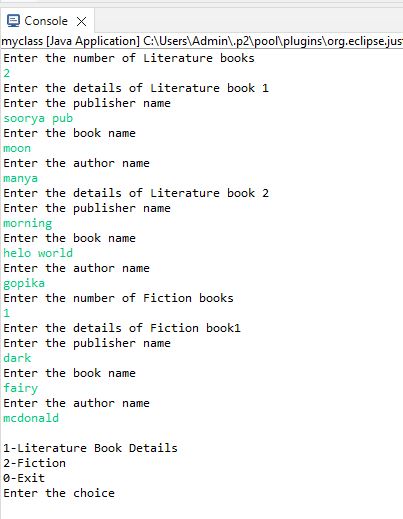 Console
myclass [Java Application] C:\Users\Admin\.p2\pool\plugins\org.eclipse.jus
Enter the number of Literature books
2
Enter the details of Literature book 1
Enter the publisher name
soorya pub
Enter the book name
moon
Enter the author name
manya
Enter the details of Literature book 2
Enter the publisher name
morning
Enter the book name
helo world
Enter the author name
gopika
Enter the number of Fiction books
1
Enter the details of Fiction book1
Enter the publisher name
dark
Enter the book name
fairy
Enter the author name
mcdonald
1-Literature Book Details
2-Fiction
0-Exit
Enter the choice